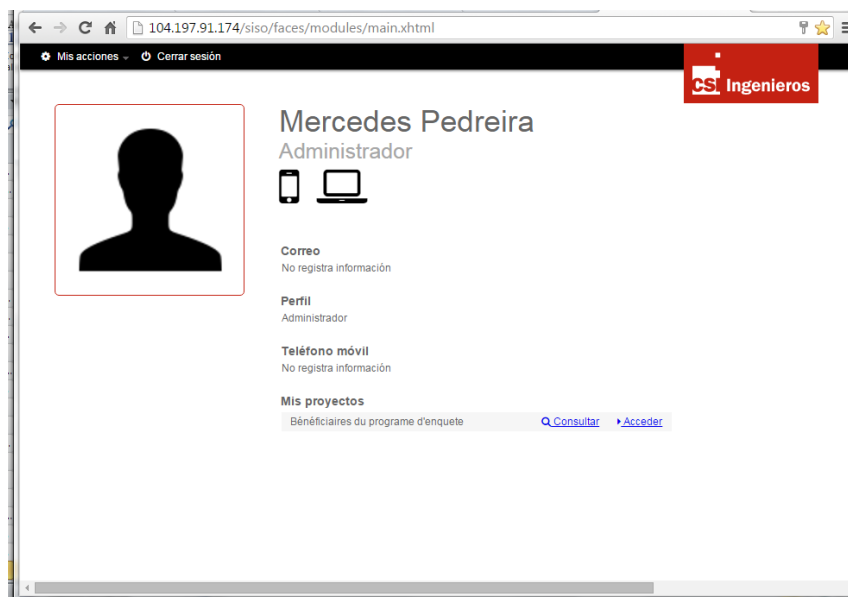 104.197.91.174/siso/faces/modules/main.xhtml
Mis acciones Cerrar sesión
CSI Ingenieros
Mercedes Pedreira
Administrador
Correo
No registra información
Perfil
Administrador
Teléfono móvil
No registra información
Mis proyectos
Bénéficiaires du programe d'enquete Consultar Acceder